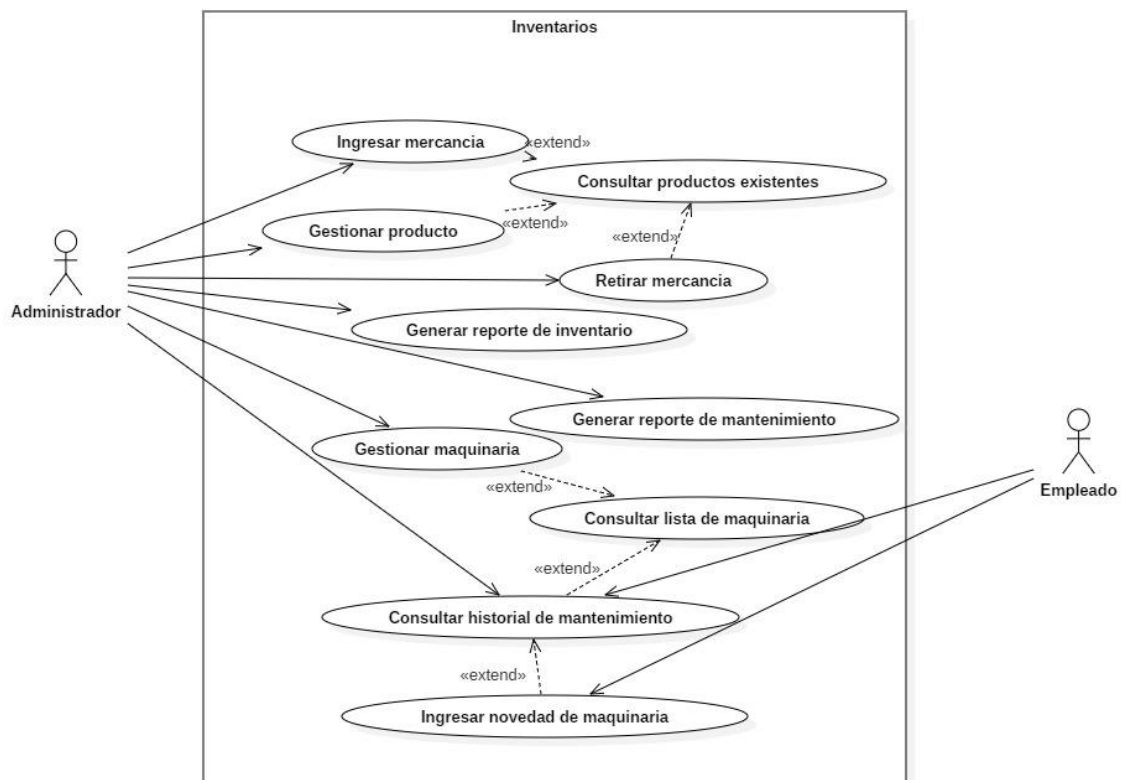 Inventarios
Ingresar mercancia
«extend»
Consultar productos existentes
Gestionar producto
«extend»
«extend»
Retirar mercancia
Administrador
Generar reporte de inventario
Generar reporte de mantenimiento
Gestionar maquinaria
«extend»
Empleado
Consultar lista de maquinaria
«extend»
Consultar historial de mantenimiento
«extend»
Ingresar novedad de maquinaria